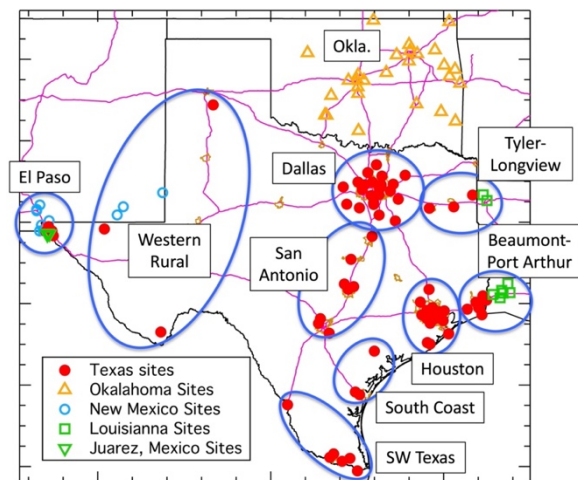 Okla.
Tyler-
Longview
Dallas
El Paso
Beaumont-
Port Arthur
San
Antonio
Western
Rural
Texas sites
Okalahoma Sites
New Mexico Sites
Louisianna Sites
Juarez, Mexico Sites
Houston
South Coast
SW Texas